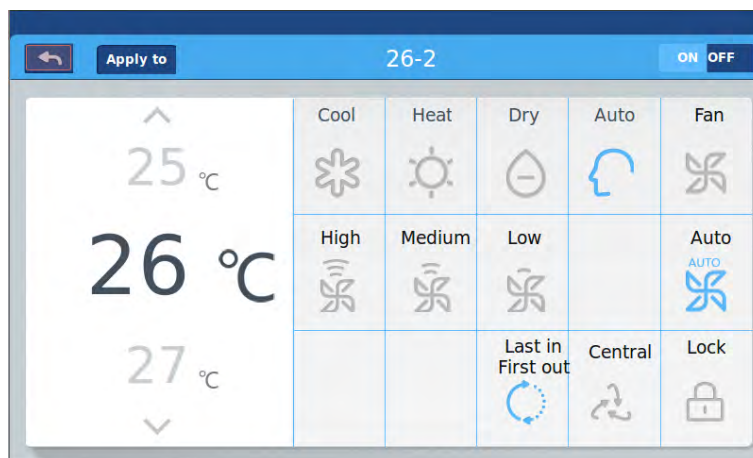 Apply to 26-2 ON OFF
25 °C
26 °C
27 °C
Cool Heat Dry Auto Fan
High Medium Low Auto
AUTO
Last in
First out
Central
Lock